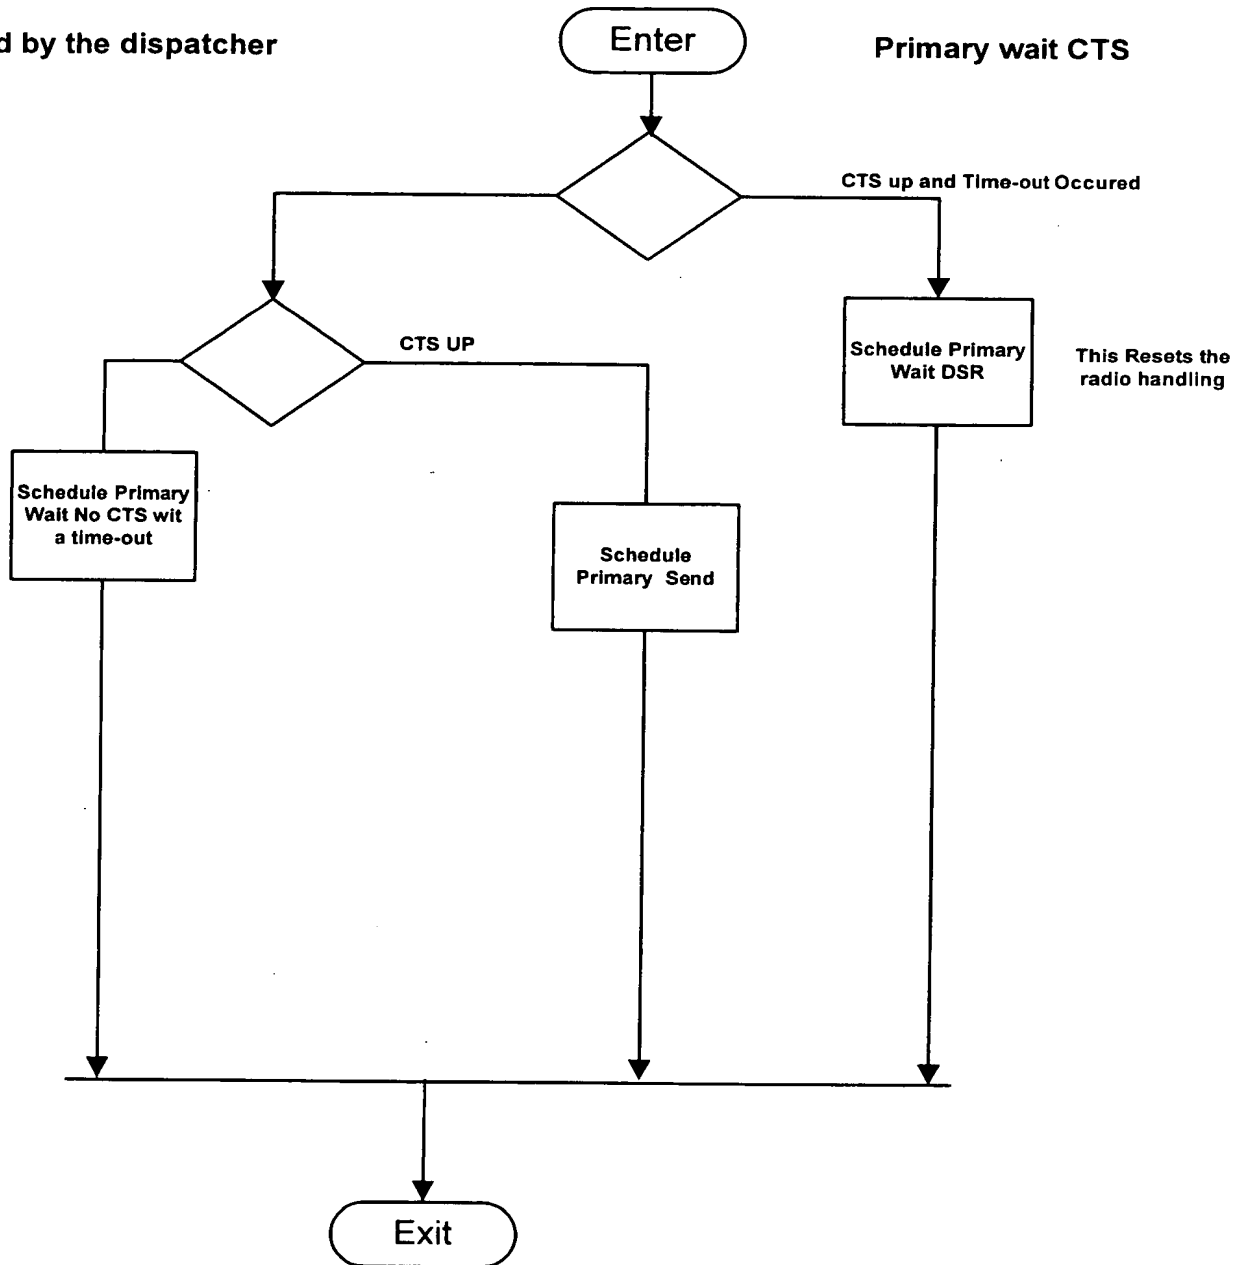 d by the dispatcher
Enter
Primary wait CTS
CTS up and Time-out Occured
CTS UP
Schedule Primary
Wait DSR
This Resets the
radio handling
Schedule Primary
Wait No CTS wit
a time-out
Schedule
Primary Send
Exit